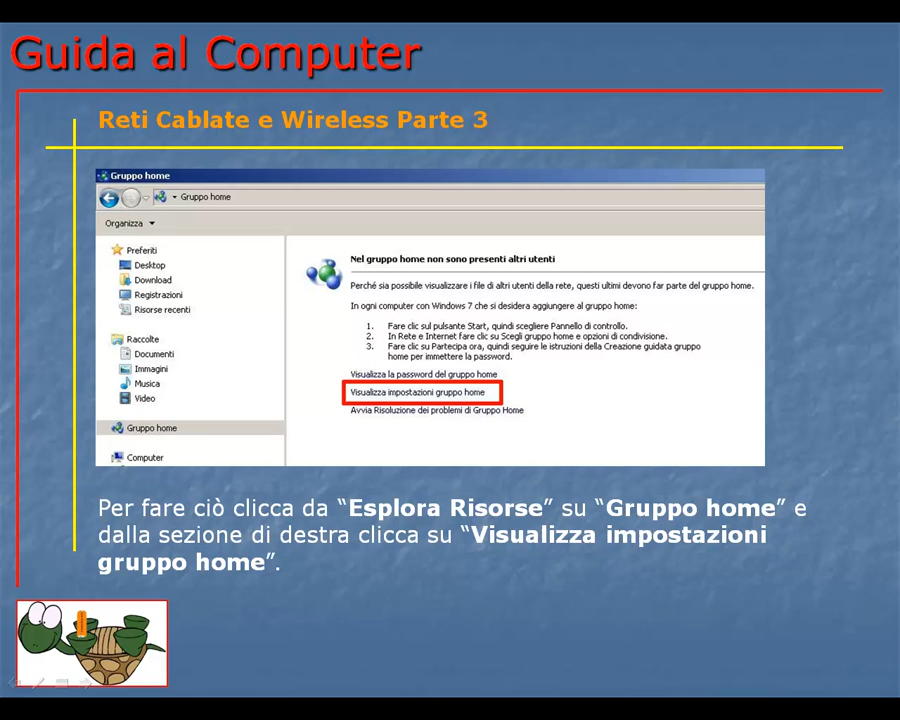 Guida al Computer
Reti Cablate e Wireless Parte 3
Gruppo home
Gruppo home
Organizza
Preferiti
Desktop
Download
Registrazioni
Risorse recenti
Raccolte
Documenti
Immagini
Musica
Video
Gruppo home
Computer
Nel gruppo home non sono presenti altri utenti
Perché sia possibile visualizzare i file di altri utenti della rete, questi ultimi devono far parte del gruppo home.
In ogni computer con Windows 7 che si desidera aggiungere al gruppo home:
1. Fare clic sul pulsante Start, quindi scegliere Pannello di controllo.
2. In Rete e Internet fare clic su Scegli gruppo home e opzioni di condivisione.
3. Fare clic su Partecipa ora, quindi seguire le istruzioni della Creazione guidata gruppo
home per immettere la password.
Visualizza la password del gruppo home
Visualizza impostazioni gruppo home
Avvia Risoluzione dei problemi di Gruppo Home
Per fare ciò clicca da “Esplora Risorse” su “Gruppo home” e
dalla sezione di destra clicca su “Visualizza impostazioni
gruppo home”.